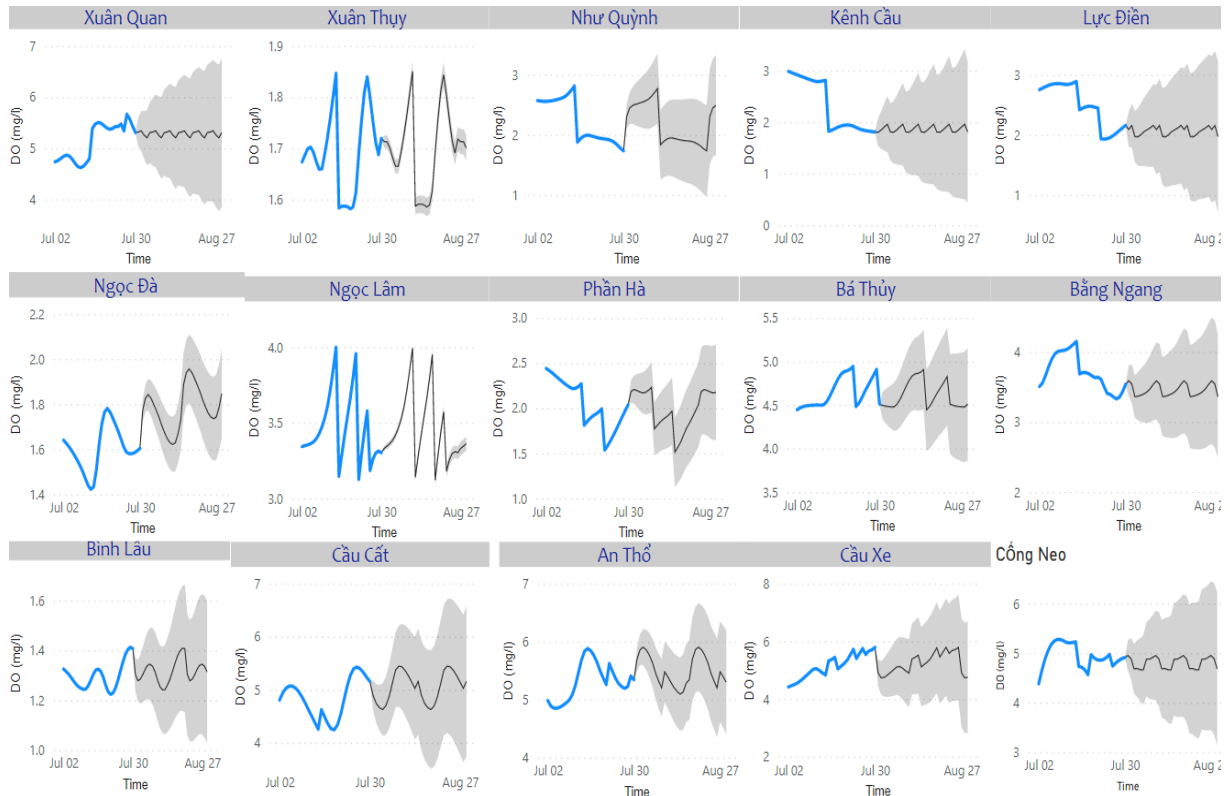 Xuân Quan
Xuân Thụy
Như Quỳnh
Kênh Cầu
Lực Điền
DO (mg/l)
7
6
5
4
Jul 02 Jul 30 Aug 27
Time
DO (mg/l)
1.9
1.8
1.7
1.6
Jul 02 Jul 30 Aug 27
Time
DO (mg/l)
3
2
1
Jul 02 Jul 30 Aug 27
Time
DO (mg/l)
3
2
1
0
Jul 02 Jul 30 Aug 27
Time
DO (mg/l)
3
2
1
Jul 02 Jul 30 Aug 2
Time
Ngọc Đà
Ngọc Lâm
Phần Hà
Bá Thủy
Bằng Ngang
DO (mg/l)
2.2
2.0
1.8
1.6
1.4
Jul 02 Jul 30 Aug 27
Time
DO (mg/l)
4.0
3.5
3.0
Jul 02 Jul 30 Aug 27
Time
DO (mg/l)
3.0
2.5
2.0
1.5
1.0
Jul 02 Jul 30 Aug 27
Time
DO (mg/l)
5.5
5.0
4.5
4.0
3.5
Jul 02 Jul 30 Aug 27
Time
DO (mg/l)
4
3
2
Jul 02 Jul 30 Aug 2
Time
Bình Lâu
Cầu Cất
An Thổ
Cầu Xe
Cống Neo
DO (mg/l)
1.6
1.4
1.2
1.0
Jul 02 Jul 30 Aug 27
Time
DO (mg/l)
7
6
5
4
Jul 02 Jul 30 Aug 27
Time
DO (mg/l)
7
6
5
4
Jul 02 Jul 30 Aug 27
Time
DO (mg/l)
8
6
4
2
Jul 02 Jul 30 Aug 27
Time
DO (mg/l)
6
5
4
3
Jul 02 Jul 30 Aug 2
Time